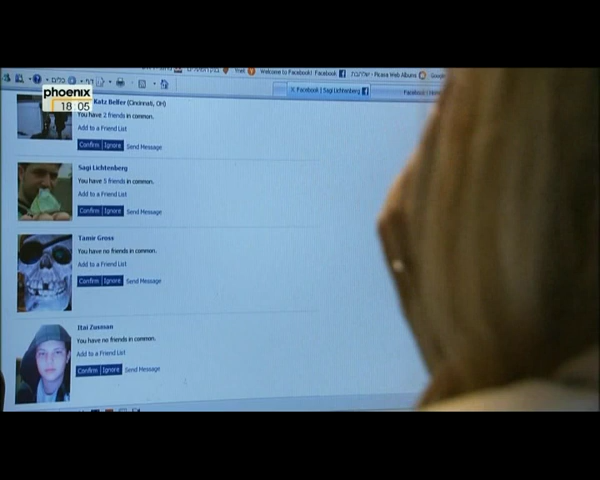 Welcome to Facebook! | Facebook
Picasa Web Albums
Facebook | Sagi Lichtenberg
phoenix
18:05
Katz Beller (Cincinnati, OH)
You have 2 friends in common.
Add to a Friend List
Confirm Ignore Send Message
Sagi Lichtenberg
You have 5 friends in common.
Add to a Friend List
Confirm Ignore Send Message
Tamir Gross
You have no friends in common.
Add to a Friend List
Confirm Ignore Send Message
Itai Zusman
You have no friends in common.
Add to a Friend List
Confirm Ignore Send Message